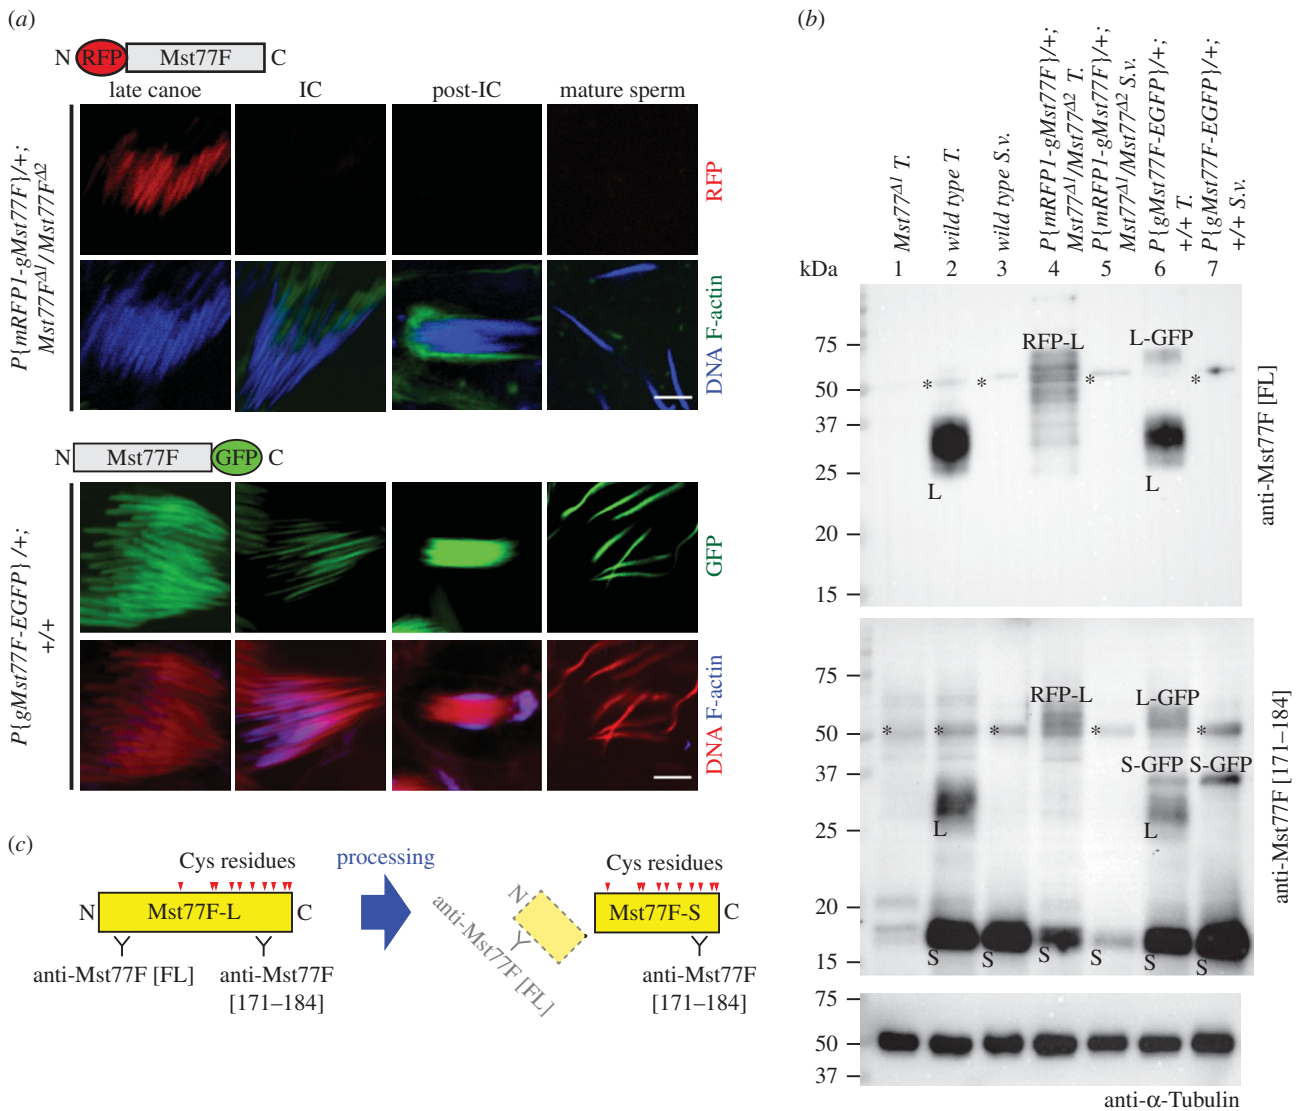 (a)
N RFP Mst77F C
late canoe IC post-IC mature sperm
P{mRFP1-gMst77F}/+;
Mst77F^Δ1/Mst77F^Δ2
RFP
DNA F-actin
N Mst77F GFP C
P{gMst77F-EGFP}/+;
+/+
GFP
DNA F-actin
(b)
Mst77^Δ1 T.
wild type T.
wild type S.v.
P{mRFP1-gMst77F}/+;
Mst77^Δ1/Mst77^Δ2 T.
P{mRFP1-gMst77F}/+;
Mst77^Δ1/Mst77^Δ2 S.v.
P{gMst77F-EGFP}/+;
+/+ T.
P{gMst77F-EGFP}/+;
+/+ S.v.
kDa 1 2 3 4 5 6 7
75
50
37
25
20
15
RFP-L L-GFP
* * * *
L L
anti-Mst77F [FL]
75
50
37
25
20
15
RFP-L L-GFP
* * * * *
S-GFP S-GFP
L L
S S S S S S
anti-Mst77F [171–184]
75
50
37
anti-α-Tubulin
(c)
Cys residues
N Mst77F-L C
anti-Mst77F [FL]
anti-Mst77F
[171–184]
processing
N
anti-Mst77F [FL]
Cys residues
Mst77F-S C
anti-Mst77F
[171–184]